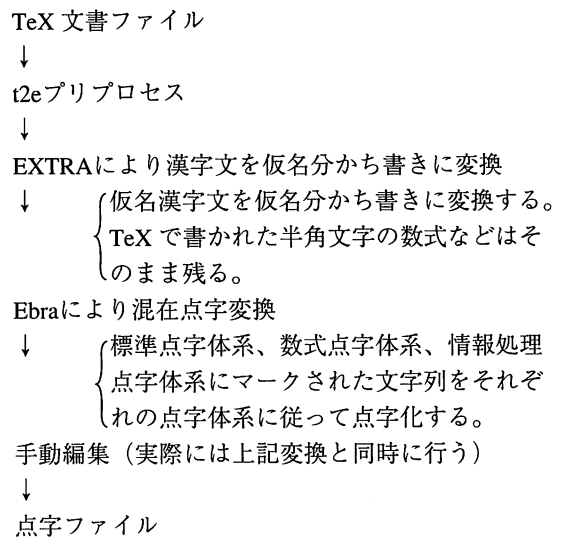 TeX 文書ファイル
↓
t2eプリプロセス
↓
EXTRAにより漢字文を仮名分かち書きに変換
↓ 仮名漢字文を仮名分かち書きに変換する。
TeX で書かれた半角文字の数式などはそ
のまま残る。
Ebraにより混在点字変換
↓ 標準点字体系、数式点字体系、情報処理
点字体系にマークされた文字列をそれぞ
れの点字体系に従って点字化する。
手動編集（実際には上記変換と同時に行う）
↓
点字ファイル